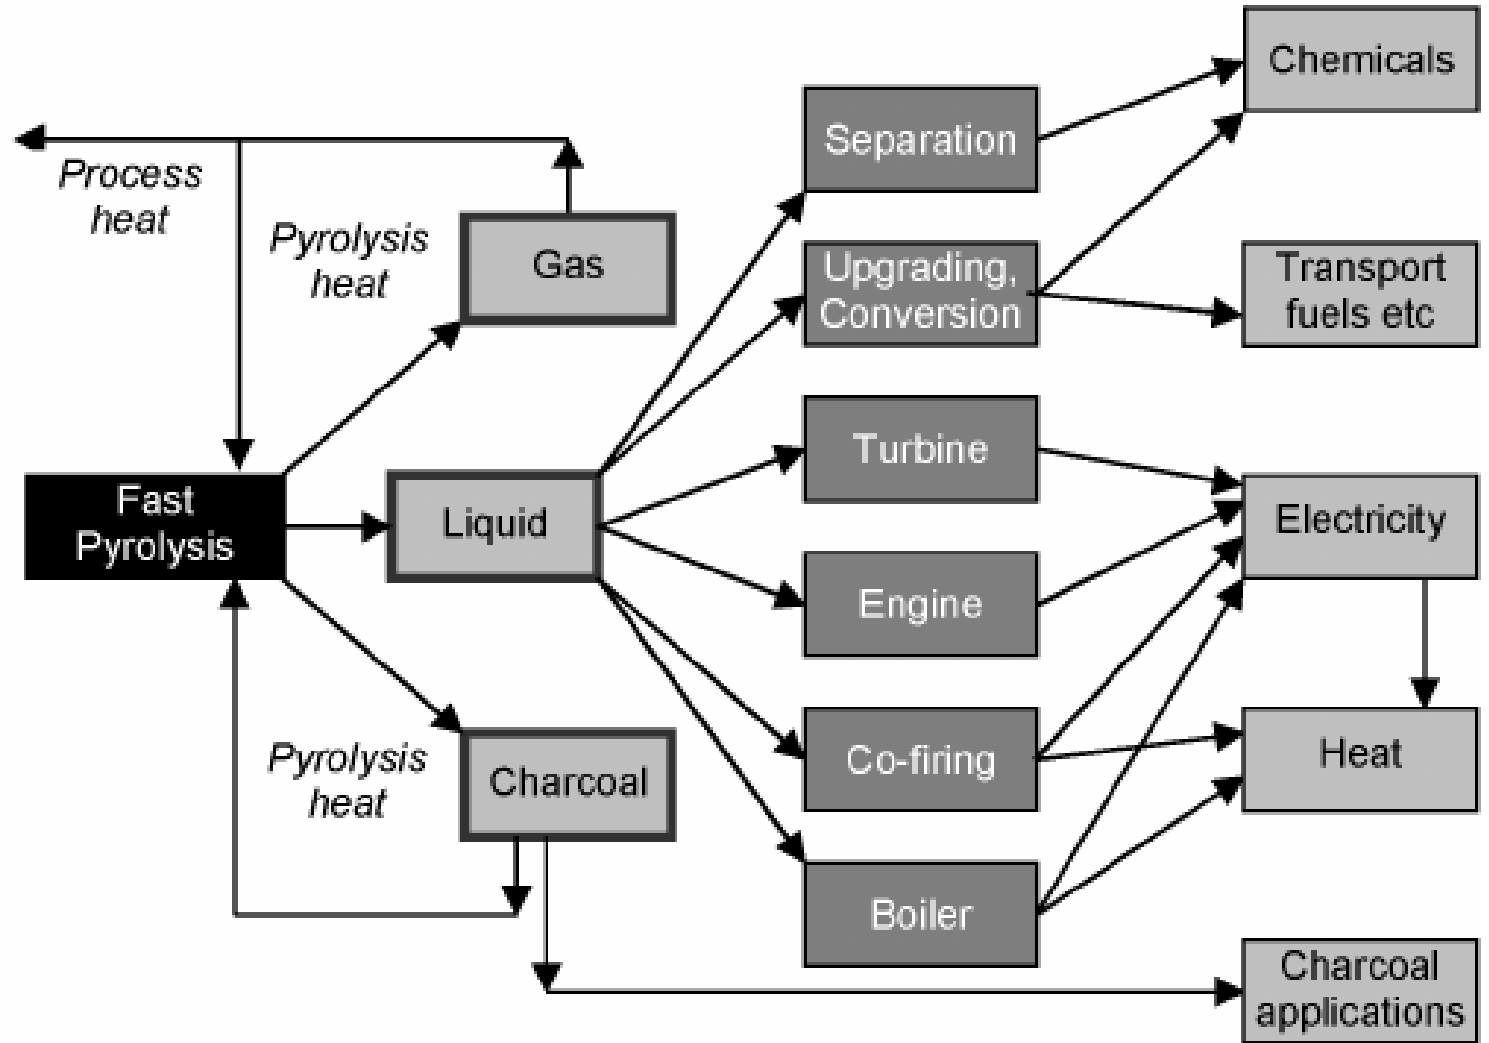 Chemicals
Separation
Process
heat
Pyrolysis
heat
Gas
Upgrading,
Conversion
Transport
fuels etc
Turbine
Fast
Pyrolysis
Liquid
Electricity
Engine
Pyrolysis
heat
Charcoal
Co-firing
Heat
Boiler
Charcoal
applications